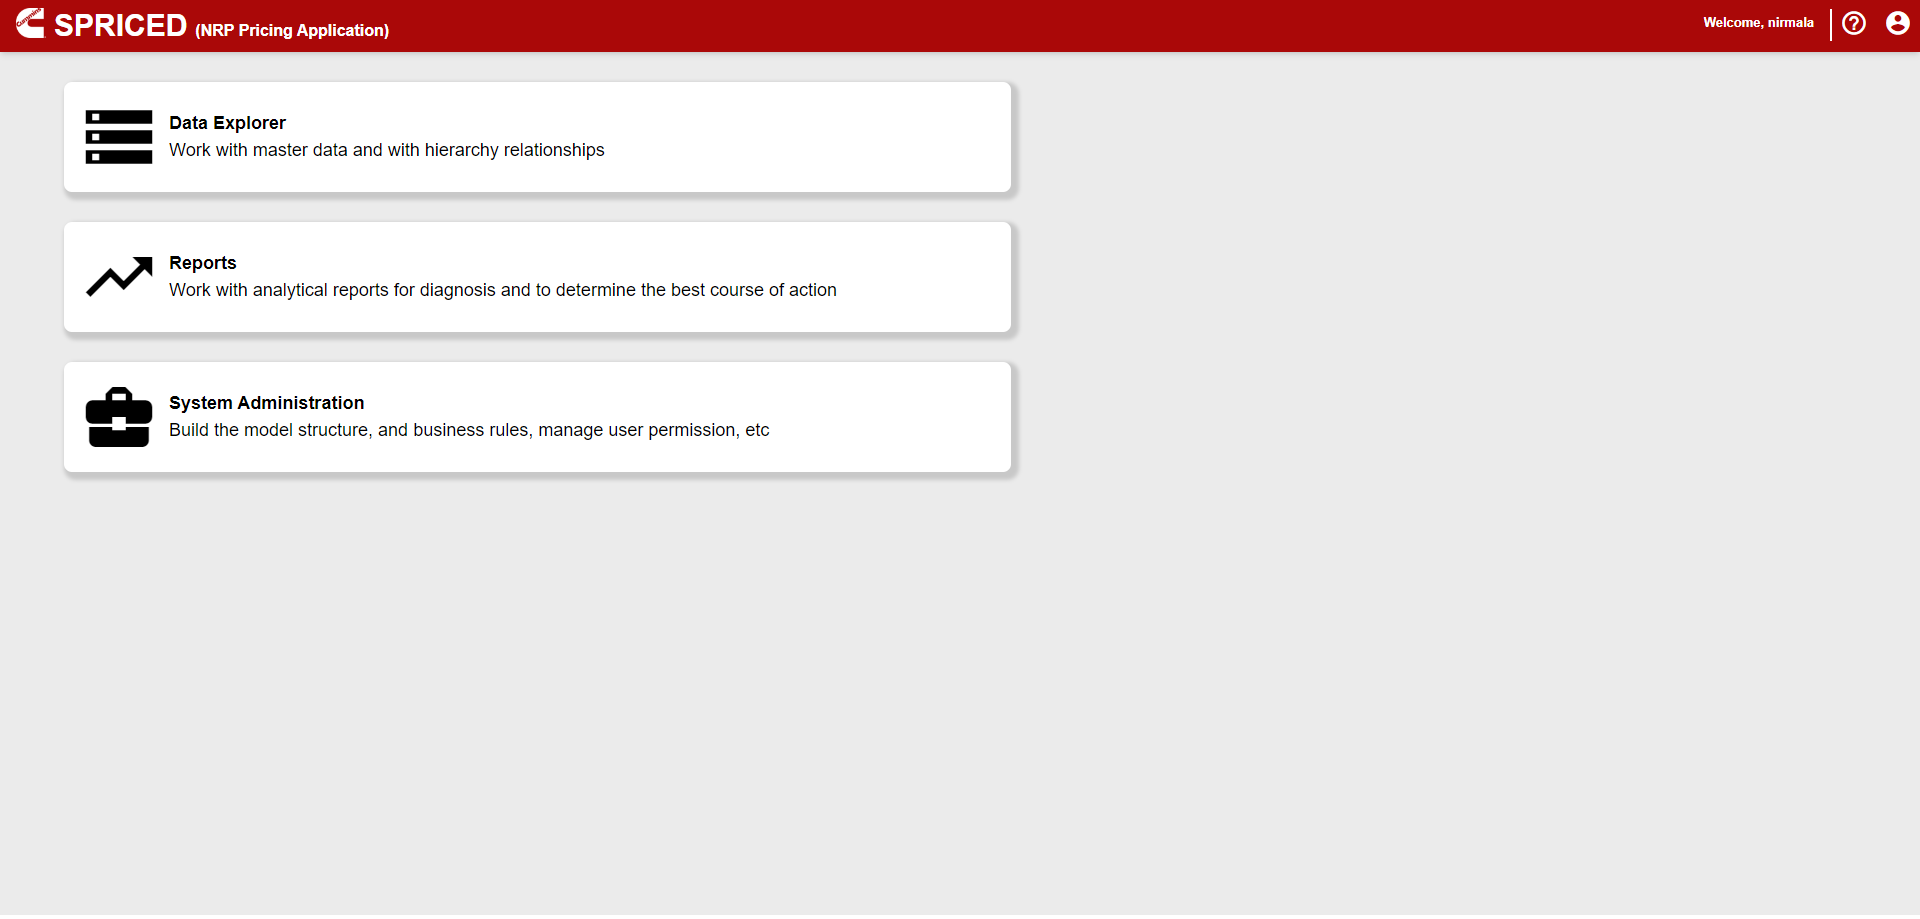 Cummins
SPRICED (NRP Pricing Application)
Welcome, nirmala
Data Explorer
Work with master data and with hierarchy relationships
Reports
Work with analytical reports for diagnosis and to determine the best course of action
System Administration
Build the model structure, and business rules, manage user permission, etc